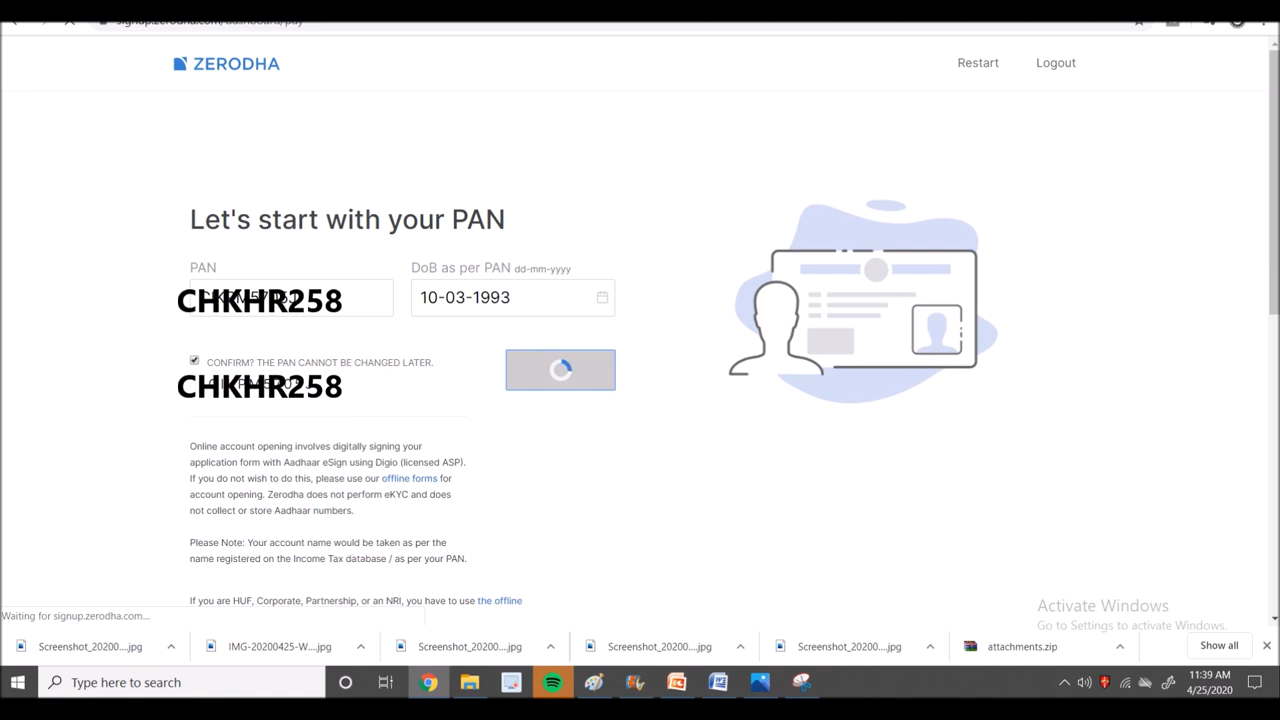 signup.zerodha.com/dashboard/pay
ZERODHA
Restart
Logout
Let's start with your PAN
PAN
DoB as per PAN dd-mm-yyyy
CHKHR258
10-03-1993
CONFIRM? THE PAN CANNOT BE CHANGED LATER.
CHKHR258
Online account opening involves digitally signing your
application form with Aadhaar eSign using Digio (licensed ASP).
If you do not wish to do this, please use our offline forms for
account opening. Zerodha does not perform eKYC and does
not collect or store Aadhaar numbers.
Please Note: Your account name would be taken as per the
name registered on the Income Tax database / as per your PAN.
If you are HUF, Corporate, Partnership, or an NRI, you have to use the offline
Activate Windows
Go to Settings to activate Windows.
Waiting for signup.zerodha.com...
Screenshot_20200....jpg
IMG-20200425-W....jpg
Screenshot_20200....jpg
Screenshot_20200....jpg
Screenshot_20200....jpg
attachments.zip
Show all
Type here to search
11:39 AM
4/25/2020